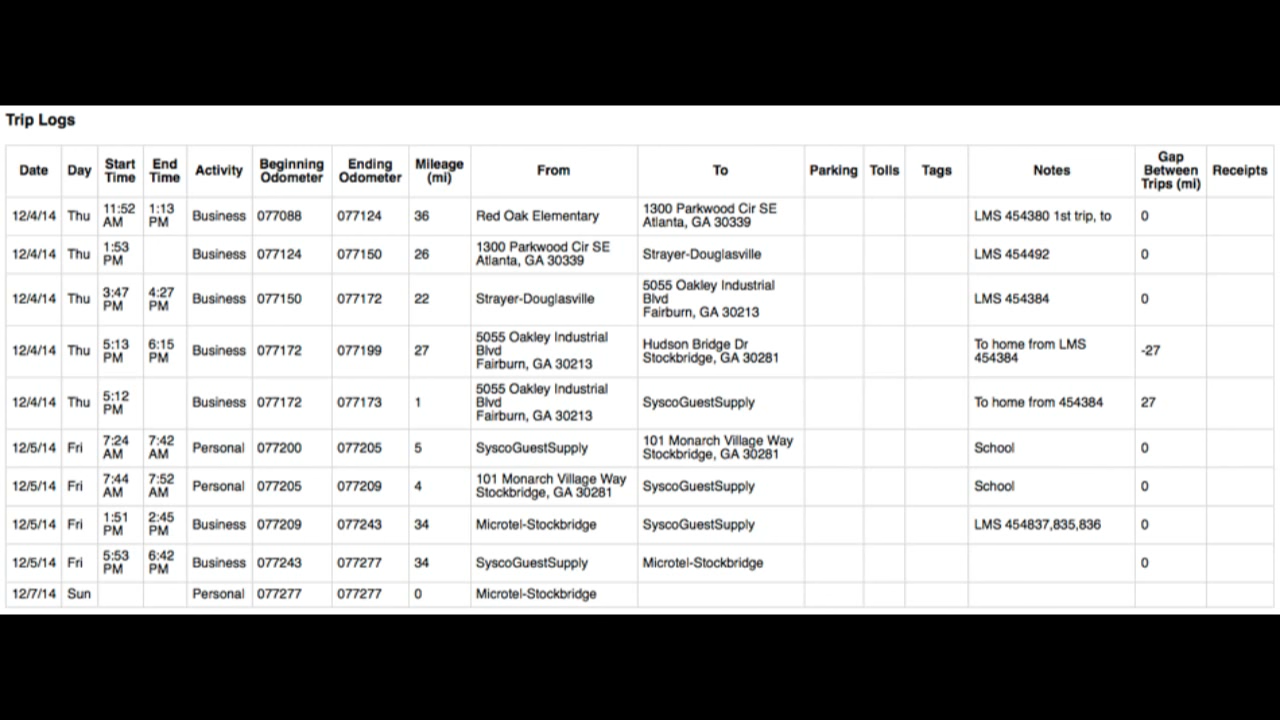 Trip Logs
Date Day Start Time End Time Activity Beginning Odometer Ending Odometer Mileage (mi) From To Parking Tolls Tags Notes Gap Between Trips (mi) Receipts
12/4/14 Thu 11:52 AM 1:13 PM Business 077088 077124 36 Red Oak Elementary 1300 Parkwood Cir SE Atlanta, GA 30339 LMS 454380 1st trip, to 0
12/4/14 Thu 1:53 PM Business 077124 077150 26 1300 Parkwood Cir SE Atlanta, GA 30339 Strayer-Douglasville LMS 454492 0
12/4/14 Thu 3:47 PM 4:27 PM Business 077150 077172 22 Strayer-Douglasville 5055 Oakley Industrial Blvd Fairburn, GA 30213 LMS 454384 0
12/4/14 Thu 5:13 PM 6:15 PM Business 077172 077199 27 5055 Oakley Industrial Blvd Fairburn, GA 30213 Hudson Bridge Dr Stockbridge, GA 30281 To home from LMS 454384 -27
12/4/14 Thu 5:12 PM Business 077172 077173 1 5055 Oakley Industrial Blvd Fairburn, GA 30213 SyscoGuestSupply To home from 454384 27
12/5/14 Fri 7:24 AM 7:42 AM Personal 077200 077205 5 SyscoGuestSupply 101 Monarch Village Way Stockbridge, GA 30281 School 0
12/5/14 Fri 7:44 AM 7:52 AM Personal 077205 077209 4 101 Monarch Village Way Stockbridge, GA 30281 SyscoGuestSupply School 0
12/5/14 Fri 1:51 PM 2:45 PM Business 077209 077243 34 Microtel-Stockbridge SyscoGuestSupply LMS 454837,835,836 0
12/5/14 Fri 5:53 PM 6:42 PM Business 077243 077277 34 SyscoGuestSupply Microtel-Stockbridge 0
12/7/14 Sun Personal 077277 077277 0 Microtel-Stockbridge